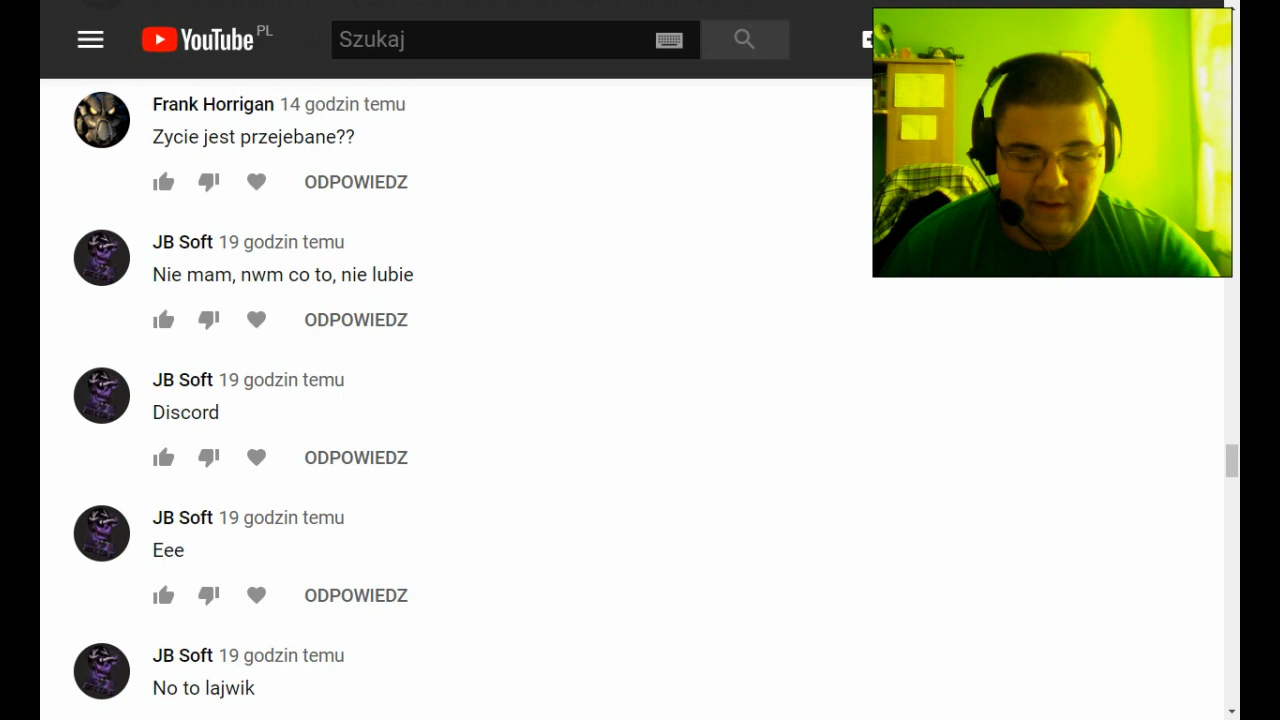 YouTube PL
Szukaj
Frank Horrigan 14 godzin temu
Zycie jest przejebane??
ODPOWIEDZ
JB Soft 19 godzin temu
Nie mam, nwm co to, nie lubie
ODPOWIEDZ
JB Soft 19 godzin temu
Discord
ODPOWIEDZ
JB Soft 19 godzin temu
Eee
ODPOWIEDZ
JB Soft 19 godzin temu
No to lajwik